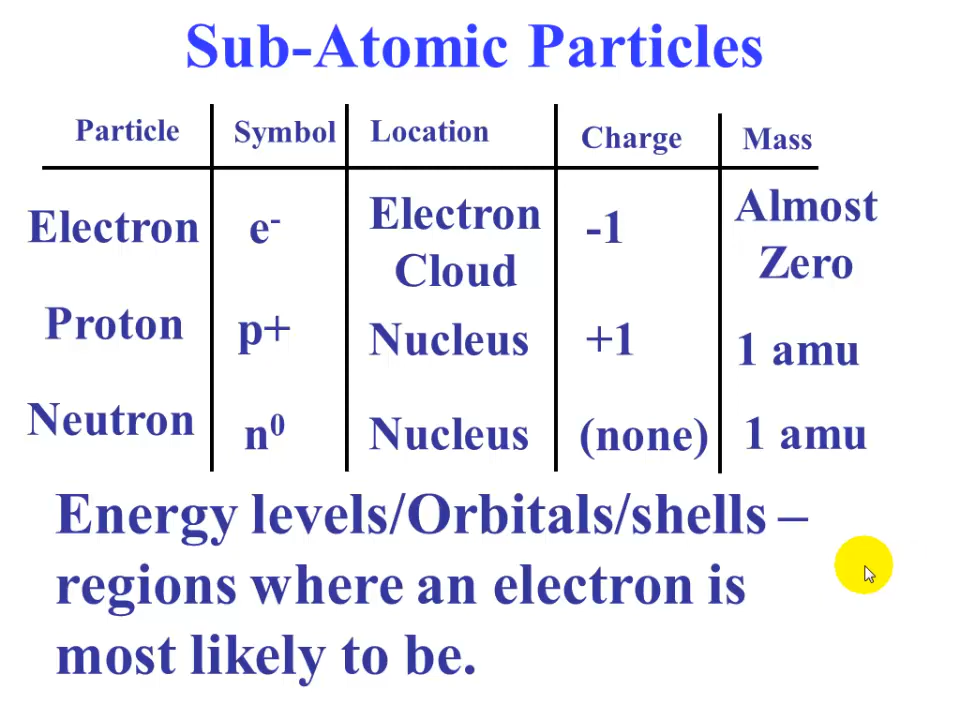 Sub-Atomic Particles
Particle Symbol Location Charge Mass
Electron e⁻ Electron Cloud -1 Almost Zero
Proton p+ Nucleus +1 1 amu
Neutron n⁰ Nucleus (none) 1 amu
Energy levels/Orbitals/shells –
regions where an electron is
most likely to be.